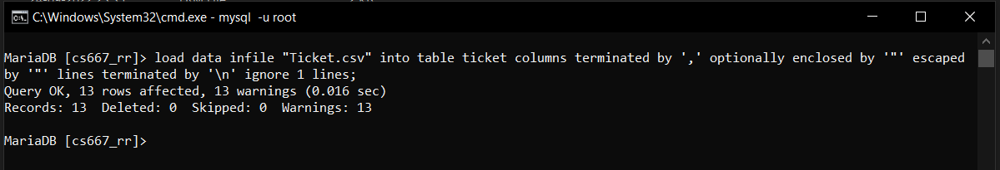 C:\Windows\System32\cmd.exe - mysql -u root
MariaDB [cs667_rr]> load data infile "Ticket.csv" into table ticket columns terminated by ',' optionally enclosed by '"' escaped
by '"' lines terminated by '\n' ignore 1 lines;
Query OK, 13 rows affected, 13 warnings (0.016 sec)
Records: 13  Deleted: 0  Skipped: 0  Warnings: 13
MariaDB [cs667_rr]>